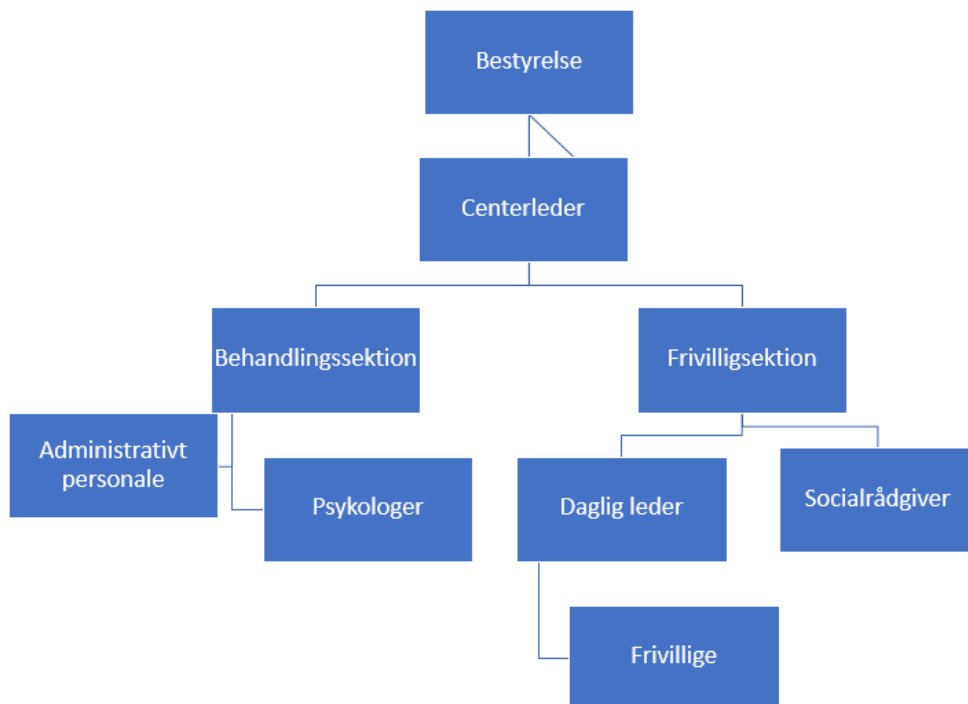 Bestyrelse
Centerleder
Behandlingssektion
Frivilligsektion
Administrativt
personale
Psykologer
Daglig leder
Socialrådgiver
Frivillige